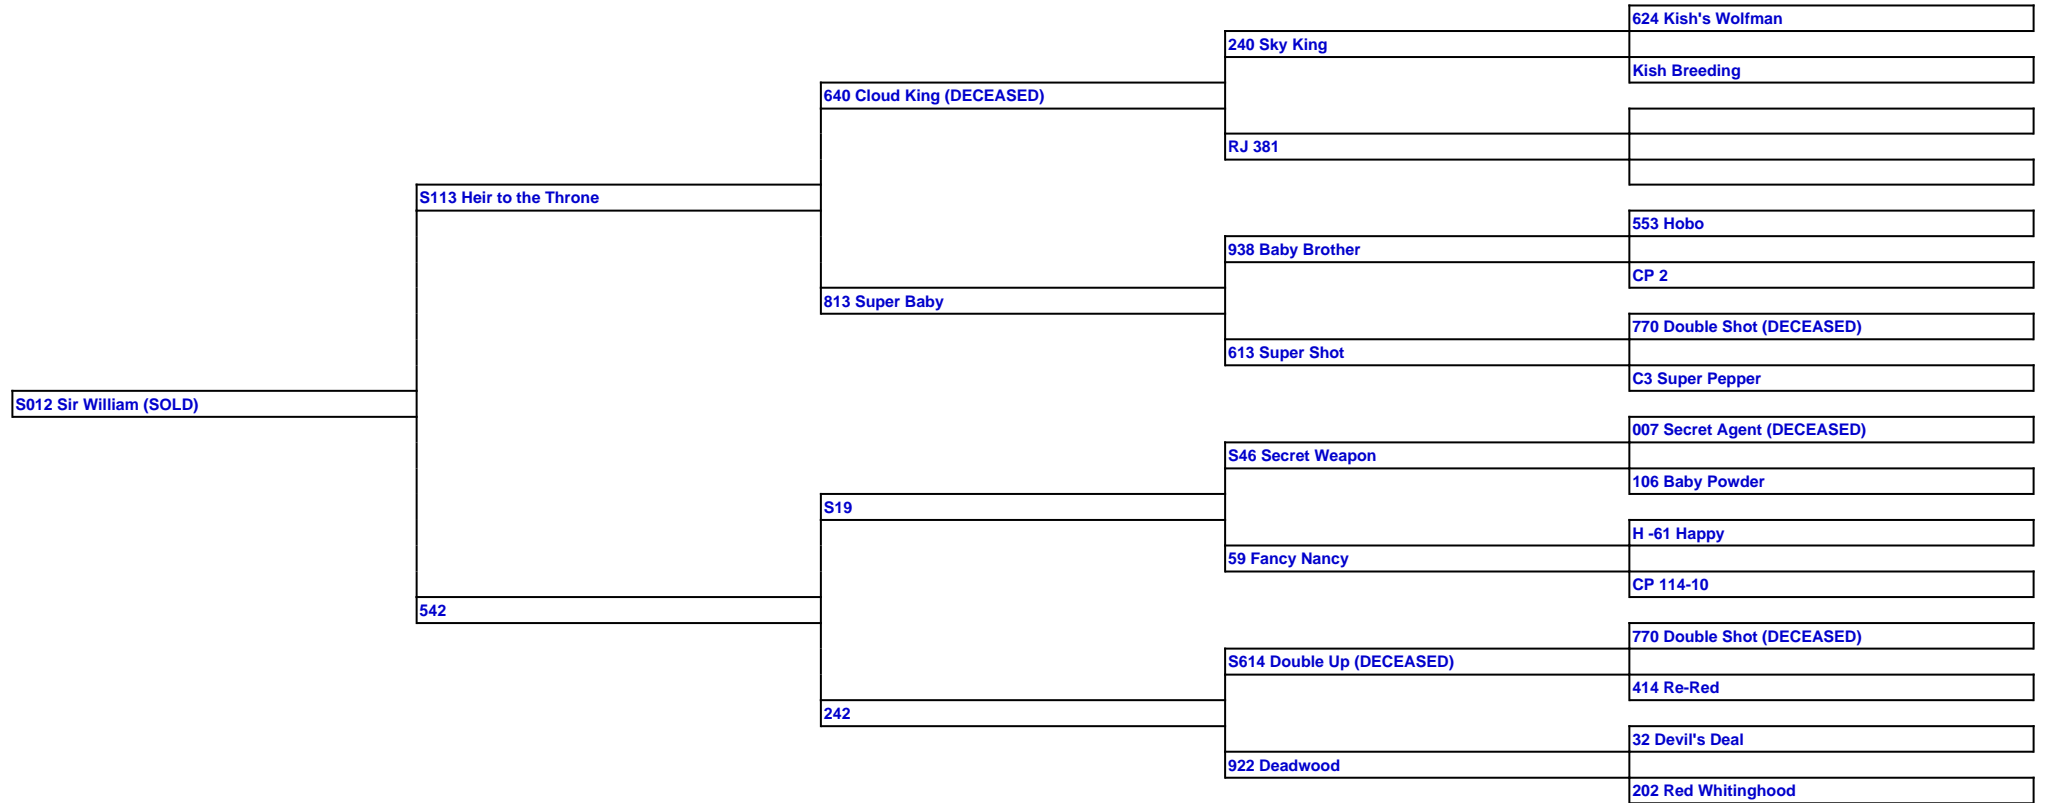 624 Kish's Wolfman
240 Sky King
Kish Breeding
640 Cloud King (DECEASED)
RJ 381
S113 Heir to the Throne
553 Hobo
938 Baby Brother
CP 2
813 Super Baby
770 Double Shot (DECEASED)
613 Super Shot
C3 Super Pepper
S012 Sir William (SOLD)
007 Secret Agent (DECEASED)
S46 Secret Weapon
106 Baby Powder
S19
H -61 Happy
59 Fancy Nancy
CP 114-10
542
770 Double Shot (DECEASED)
S614 Double Up (DECEASED)
414 Re-Red
242
32 Devil's Deal
922 Deadwood
202 Red Whitinghood